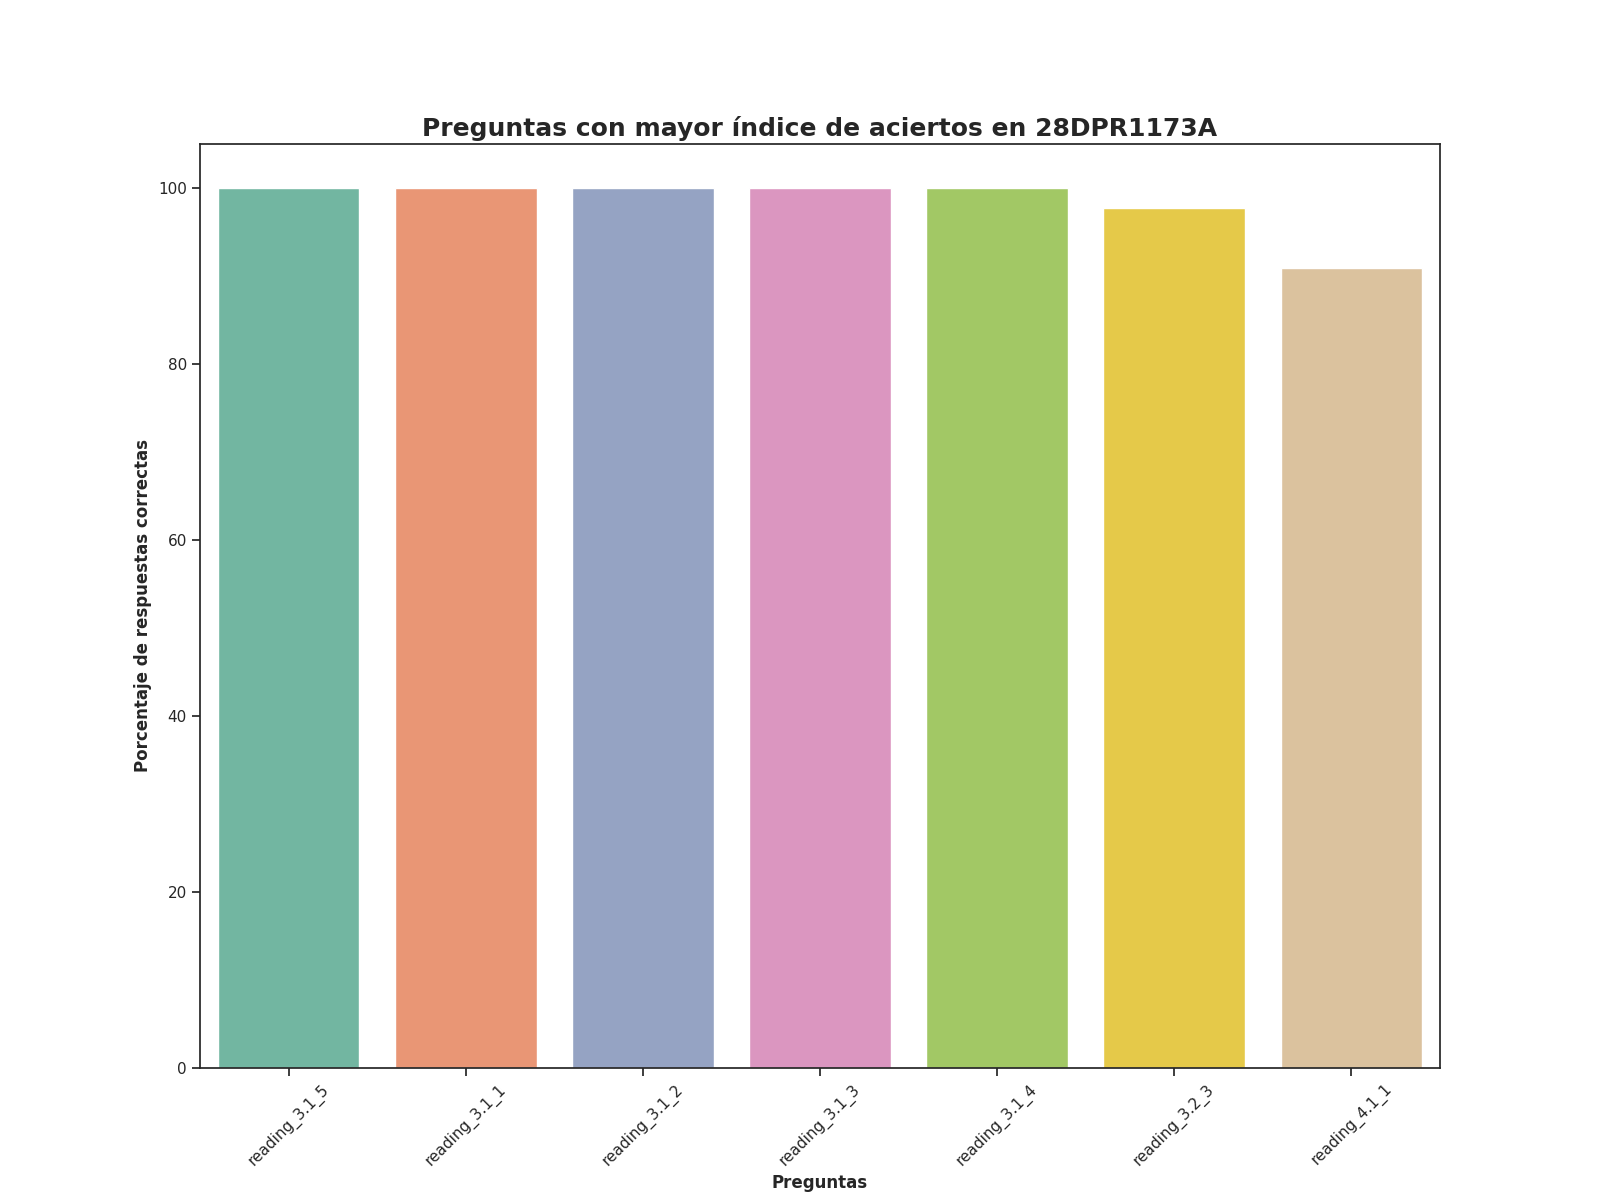 Preguntas con mayor índice de aciertos en 28DPR1173A
Porcentaje de respuestas correctas
100
80
60
40
20
0
reading_3.1_5
reading_3.1_1
reading_3.1_2
reading_3.1_3
reading_3.1_4
reading_3.2_3
reading_4.1_1
Preguntas